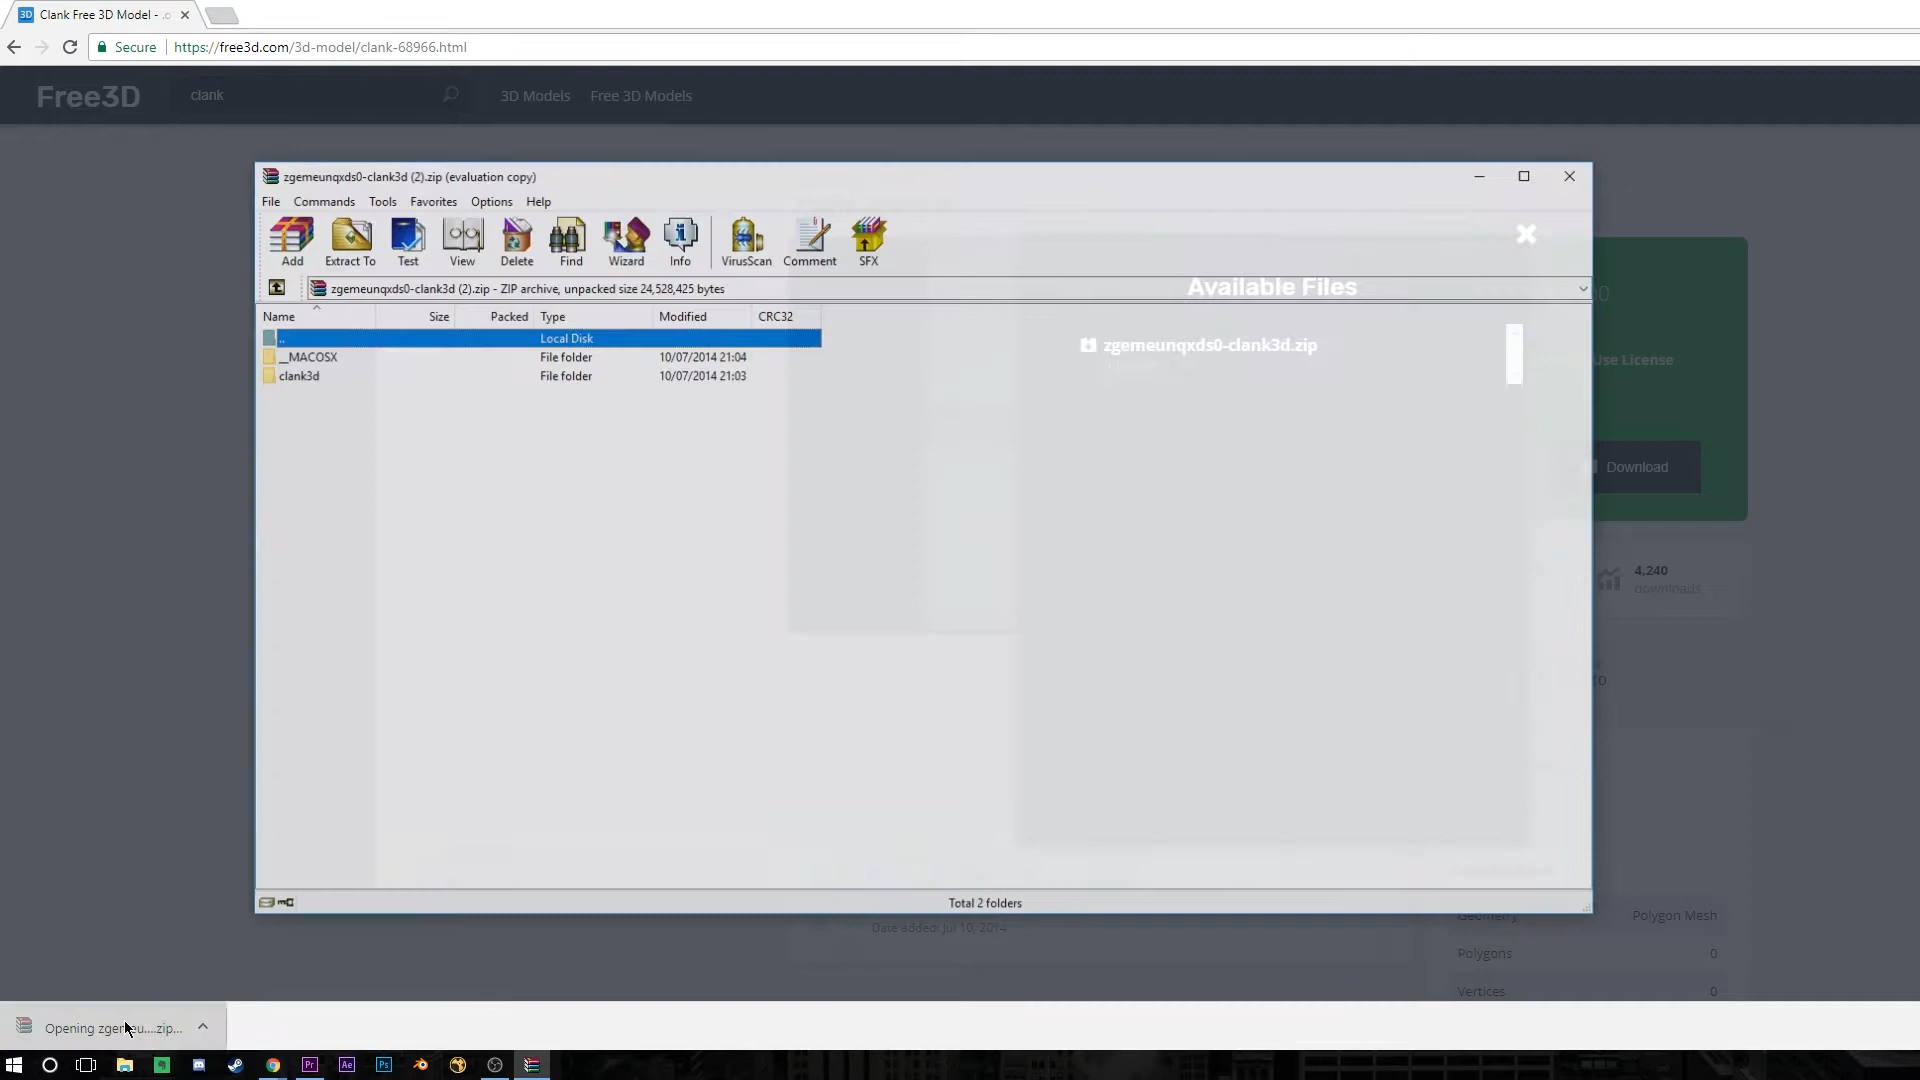 Clank Free 3D Model -
Secure
https://free3d.com/3d-model/clank-68966.html
Free3D
clank
3D Models
Free 3D Models
zgemeunqxds0-clank3d (2).zip (evaluation copy)
File Commands Tools Favorites Options Help
Add Extract To Test View Delete Find Wizard Info VirusScan Comment SFX
zgemeunqxds0-clank3d (2).zip - ZIP archive, unpacked size 24,528,425 bytes
Available Files
Name Size Packed Type Modified CRC32
.. Local Disk
__MACOSX File folder 10/07/2014 21:04
clank3d File folder 10/07/2014 21:03
zgemeunqxds0-clank3d.zip
Use License
Download
4,240
downloads
Total 2 folders
Date added: Jul 10, 2014
Geometry Polygon Mesh
Polygons 0
Vertices 0
Opening zgemeu....zip...
Pr Ae Ps